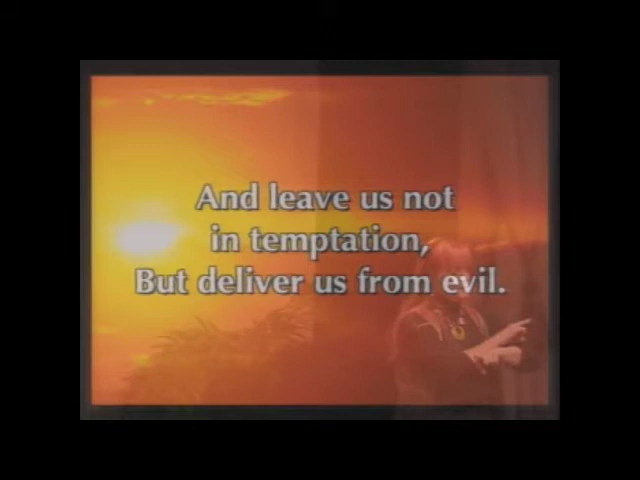 And leave us not
in temptation,
But deliver us from evil.